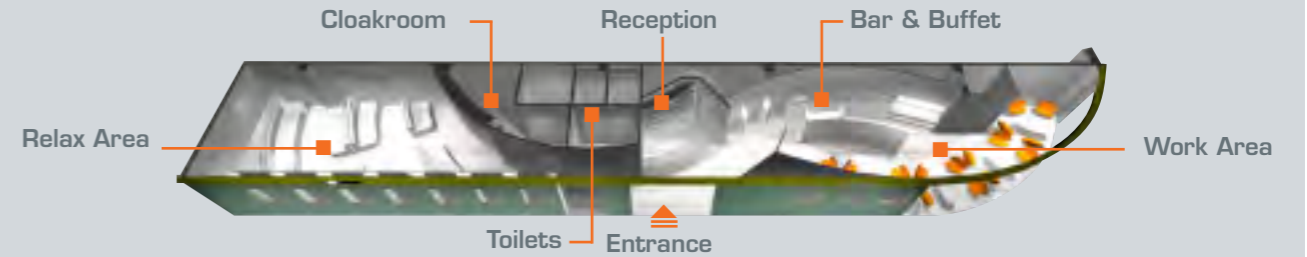 Cloakroom
Reception
Bar & Buffet
Relax Area
Work Area
Toilets
Entrance